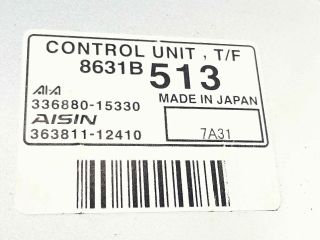 CONTROL UNIT, T/F
8631B 513
AI-A
336880-15330 MADE IN JAPAN
AISIN
363811-12410 7A31